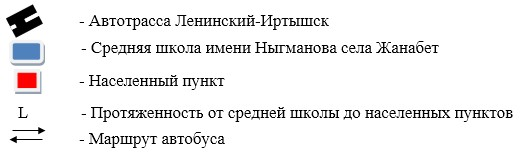 - Автотрасса Ленинский-Иртышск
- Средняя школа имени Ныгманова села Жанабет
- Населенный пункт
L - Протяженность от средней школы до населенных пунктов
- Маршрут автобуса